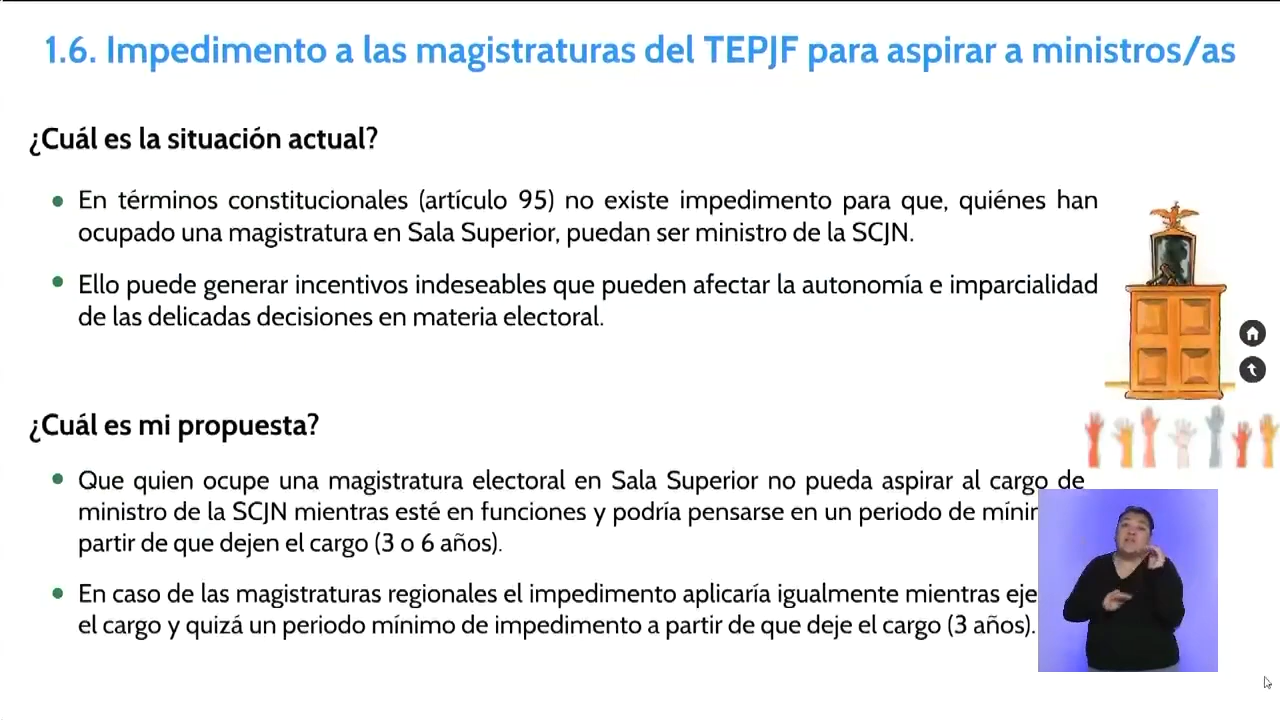 1.6. Impedimento a las magistraturas del TEPJF para aspirar a ministros/as
¿Cuál es la situación actual?
En términos constitucionales (artículo 95) no existe impedimento para que, quiénes han
ocupado una magistratura en Sala Superior, puedan ser ministro de la SCJN.
Ello puede generar incentivos indeseables que pueden afectar la autonomía e imparcialidad
de las delicadas decisiones en materia electoral.
¿Cuál es mi propuesta?
Que quien ocupe una magistratura electoral en Sala Superior no pueda aspirar al cargo de
ministro de la SCJN mientras esté en funciones y podría pensarse en un periodo de
partir de que dejen el cargo (3 o 6 años).
En caso de las magistraturas regionales el impedimento aplicaría igualmente mientras
el cargo y quizá un periodo mínimo de impedimento a partir de que deje el cargo (3 años).